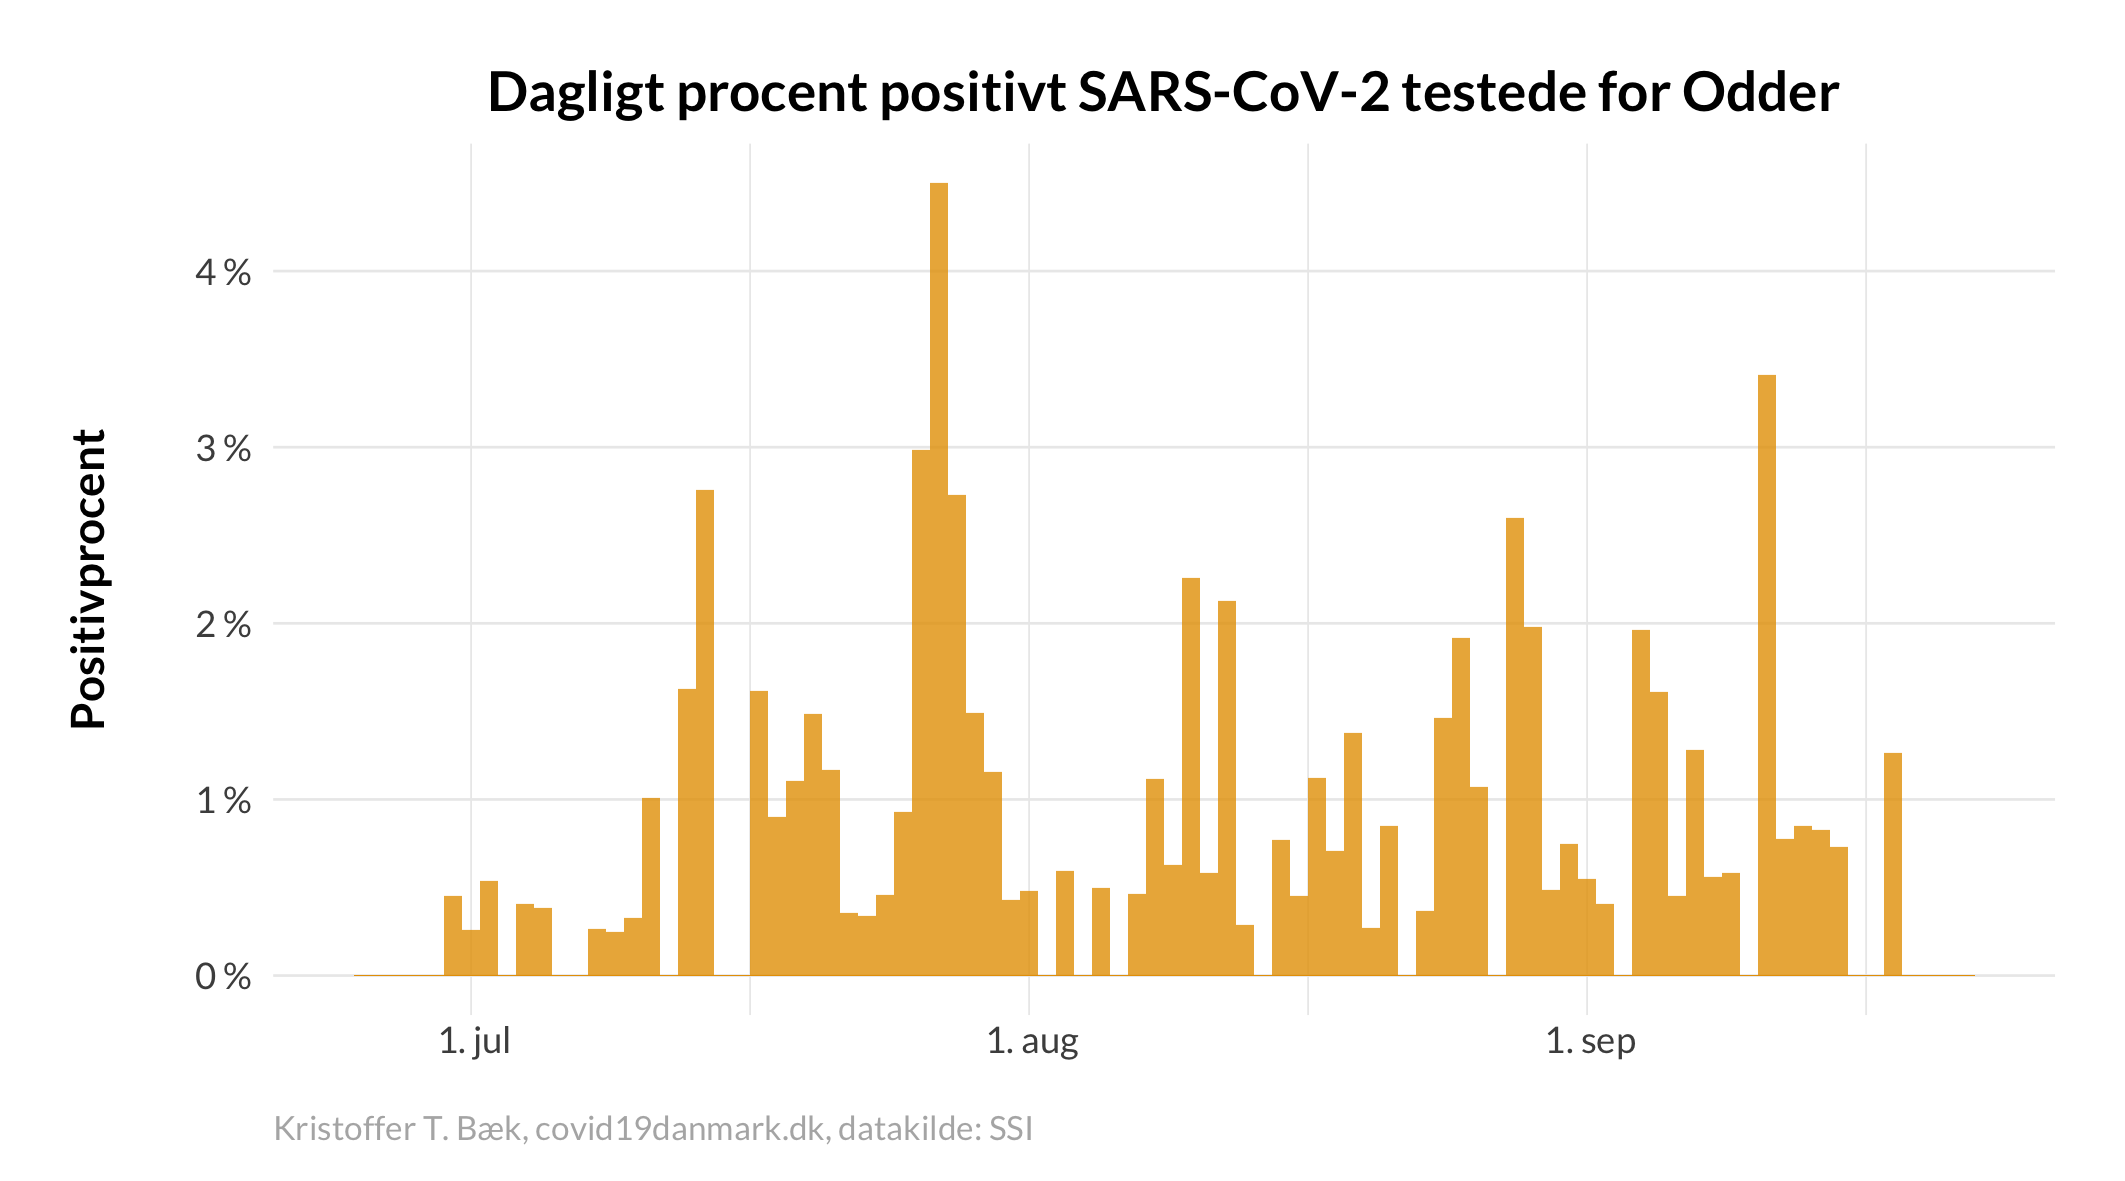 Dagligt procent positivt SARS-CoV-2 testede for Odder
Positivprocent
4 %
3 %
2 %
1 %
0 %
1. jul
1. aug
1. sep
Kristoffer T. Bæk, covid19danmark.dk, datakilde: SSI